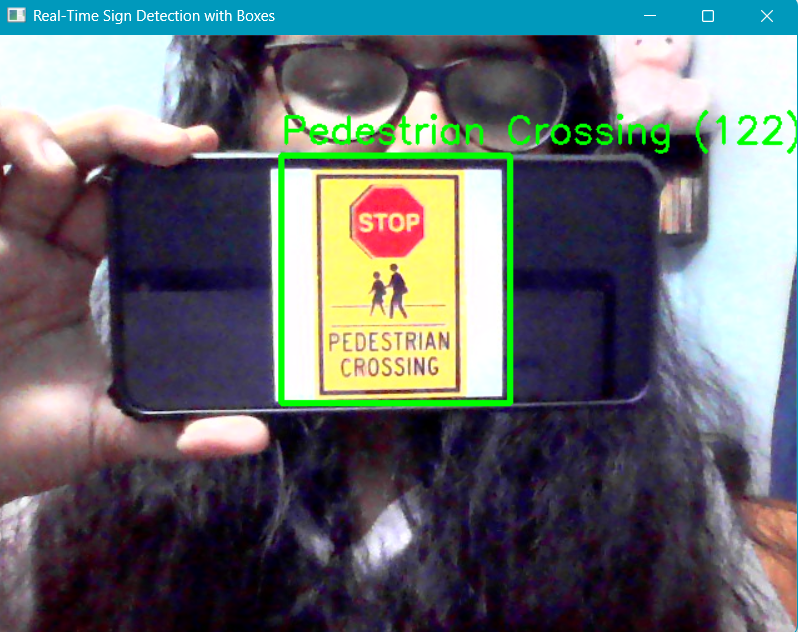 Real-Time Sign Detection with Boxes
Pedestrian Crossing (122)
STOP
PEDESTRIAN
CROSSING